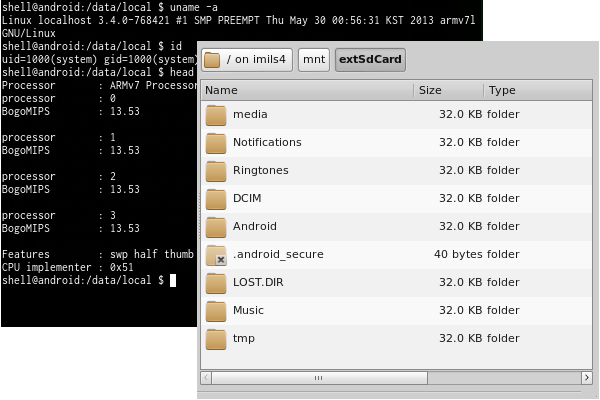 shell@android:/data/local $ uname -a
Linux localhost 3.4.0-768421 #1 SMP PREEMPT Thu May 30 00:56:31 KST 2013 armv7l
GNU/Linux
shell@android:/data/local $ id
uid=1000(system) gid=1000(system)
shell@android:/data/local $ head
Processor : ARMv7 Processor
processor : 0
BogoMIPS : 13.53
processor : 1
BogoMIPS : 13.53
processor : 2
BogoMIPS : 13.53
processor : 3
BogoMIPS : 13.53
Features : swp half thumb
CPU implementer : 0x51
shell@android:/data/local $
/ on imils4 mnt extSdCard
Name Size Type
media 32.0 KB folder
Notifications 32.0 KB folder
Ringtones 32.0 KB folder
DCIM 32.0 KB folder
Android 32.0 KB folder
.android_secure 40 bytes folder
LOST.DIR 32.0 KB folder
Music 32.0 KB folder
tmp 32.0 KB folder